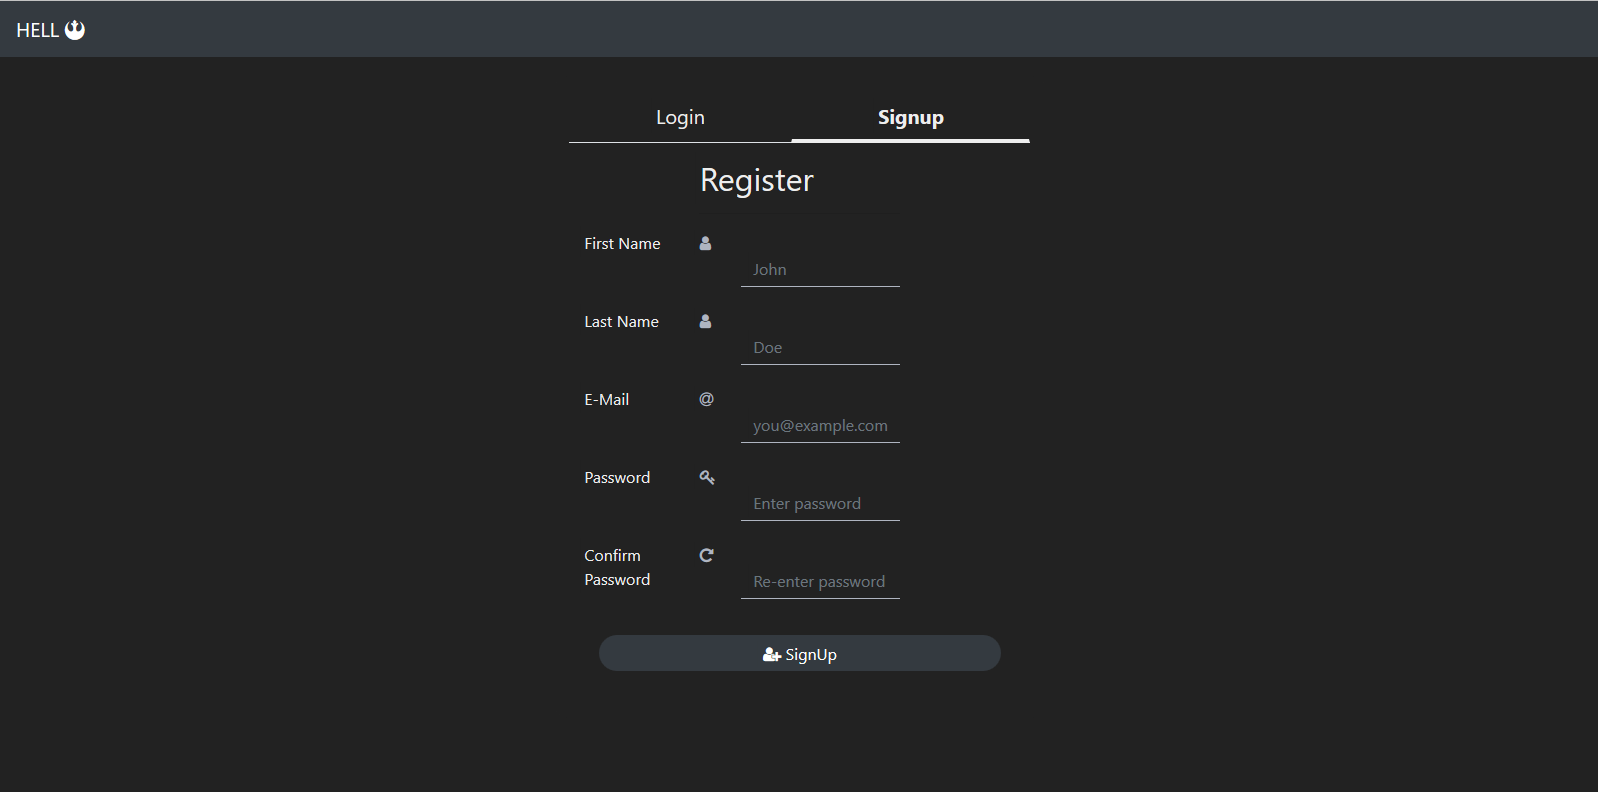 HELL
Login
Signup
Register
First Name
John
Last Name
Doe
E-Mail
@
you@example.com
Password
Enter password
Confirm
Password
Re-enter password
SignUp